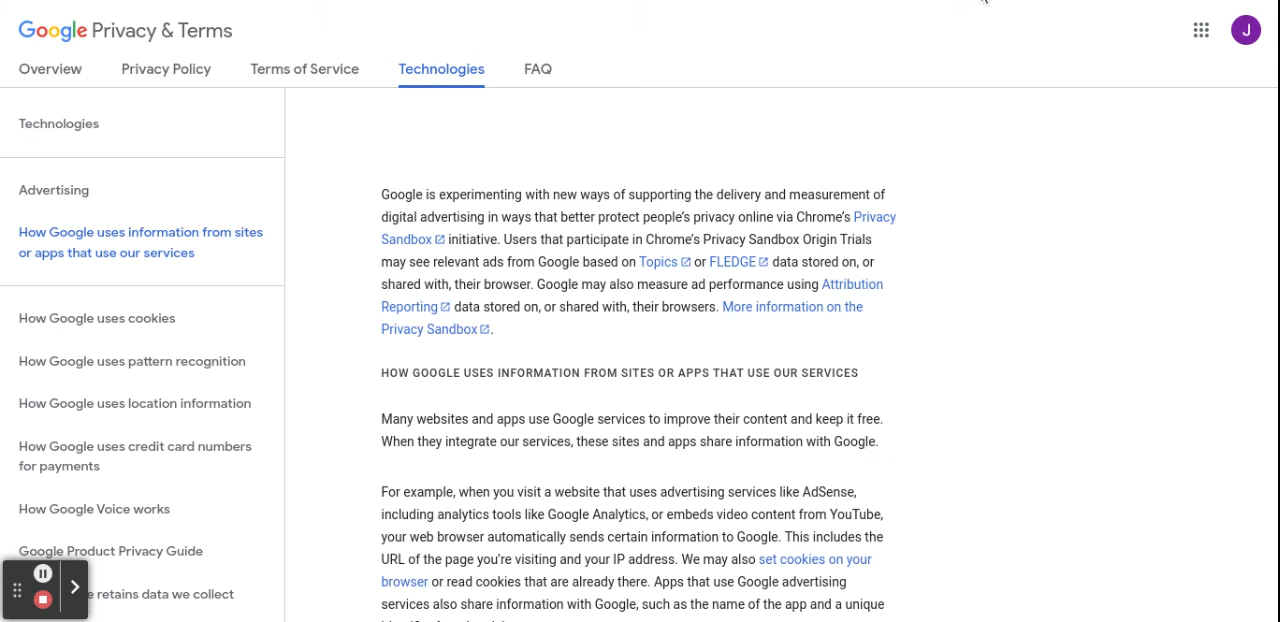 Google Privacy & Terms
J
Overview Privacy Policy Terms of Service Technologies FAQ
Technologies
Advertising
How Google uses information from sites
or apps that use our services
How Google uses cookies
How Google uses pattern recognition
How Google uses location information
How Google uses credit card numbers
for payments
How Google Voice works
Google Product Privacy Guide
retains data we collect
Google is experimenting with new ways of supporting the delivery and measurement of
digital advertising in ways that better protect people's privacy online via Chrome's Privacy
Sandbox initiative. Users that participate in Chrome's Privacy Sandbox Origin Trials
may see relevant ads from Google based on Topics or FLEDGE data stored on, or
shared with, their browser. Google may also measure ad performance using Attribution
Reporting data stored on, or shared with, their browsers. More information on the
Privacy Sandbox.
HOW GOOGLE USES INFORMATION FROM SITES OR APPS THAT USE OUR SERVICES
Many websites and apps use Google services to improve their content and keep it free.
When they integrate our services, these sites and apps share information with Google.
For example, when you visit a website that uses advertising services like AdSense,
including analytics tools like Google Analytics, or embeds video content from YouTube,
your web browser automatically sends certain information to Google. This includes the
URL of the page you're visiting and your IP address. We may also set cookies on your
browser or read cookies that are already there. Apps that use Google advertising
services also share information with Google, such as the name of the app and a unique